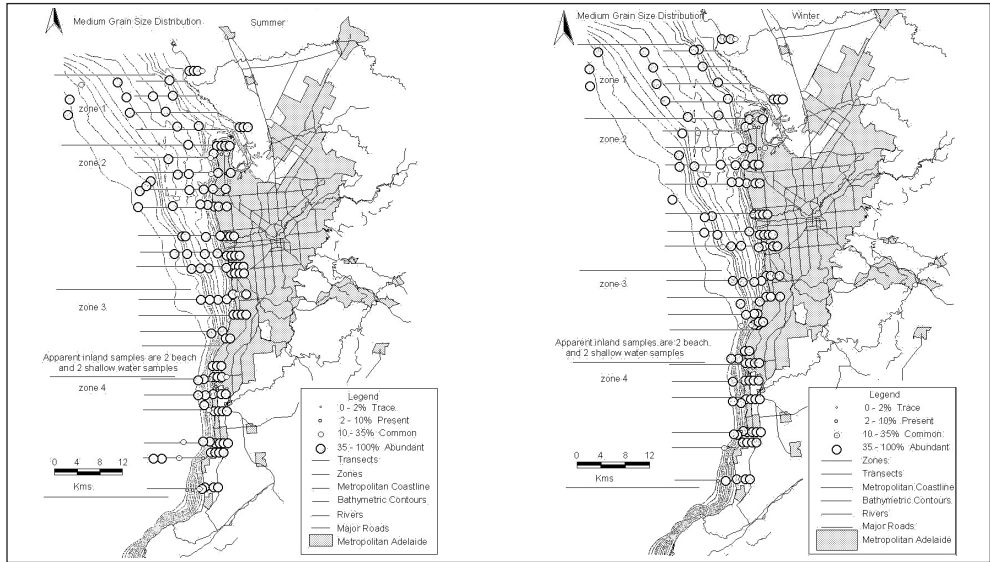 Medium Grain Size Distribution Summer
zone 1
zone 2
zone 3
Apparent inland samples are 2 beach
and 2 shallow water samples
zone 4
0 4 8 12
Kms
Legend
0 - 2% Trace
2 - 10% Present
10 - 35% Common
35 - 100% Abundant
Transects
Zones
Metropolitan Coastline
Bathymetric Contours
Rivers
Major Roads
Metropolitan Adelaide
Medium Grain Size Distribution Winter
zone 1
zone 2
zone 3
Apparent inland samples are 2 beach
and 2 shallow water samples
zone 4
0 4 8 12
Kms
Legend
0 - 2% Trace
2 - 10% Present
10 - 35% Common
35 - 100% Abundant
Zones
Transects
Metropolitan Coastline
Bathymetric Contours
Rivers
Major Roads
Metropolitan Adelaide